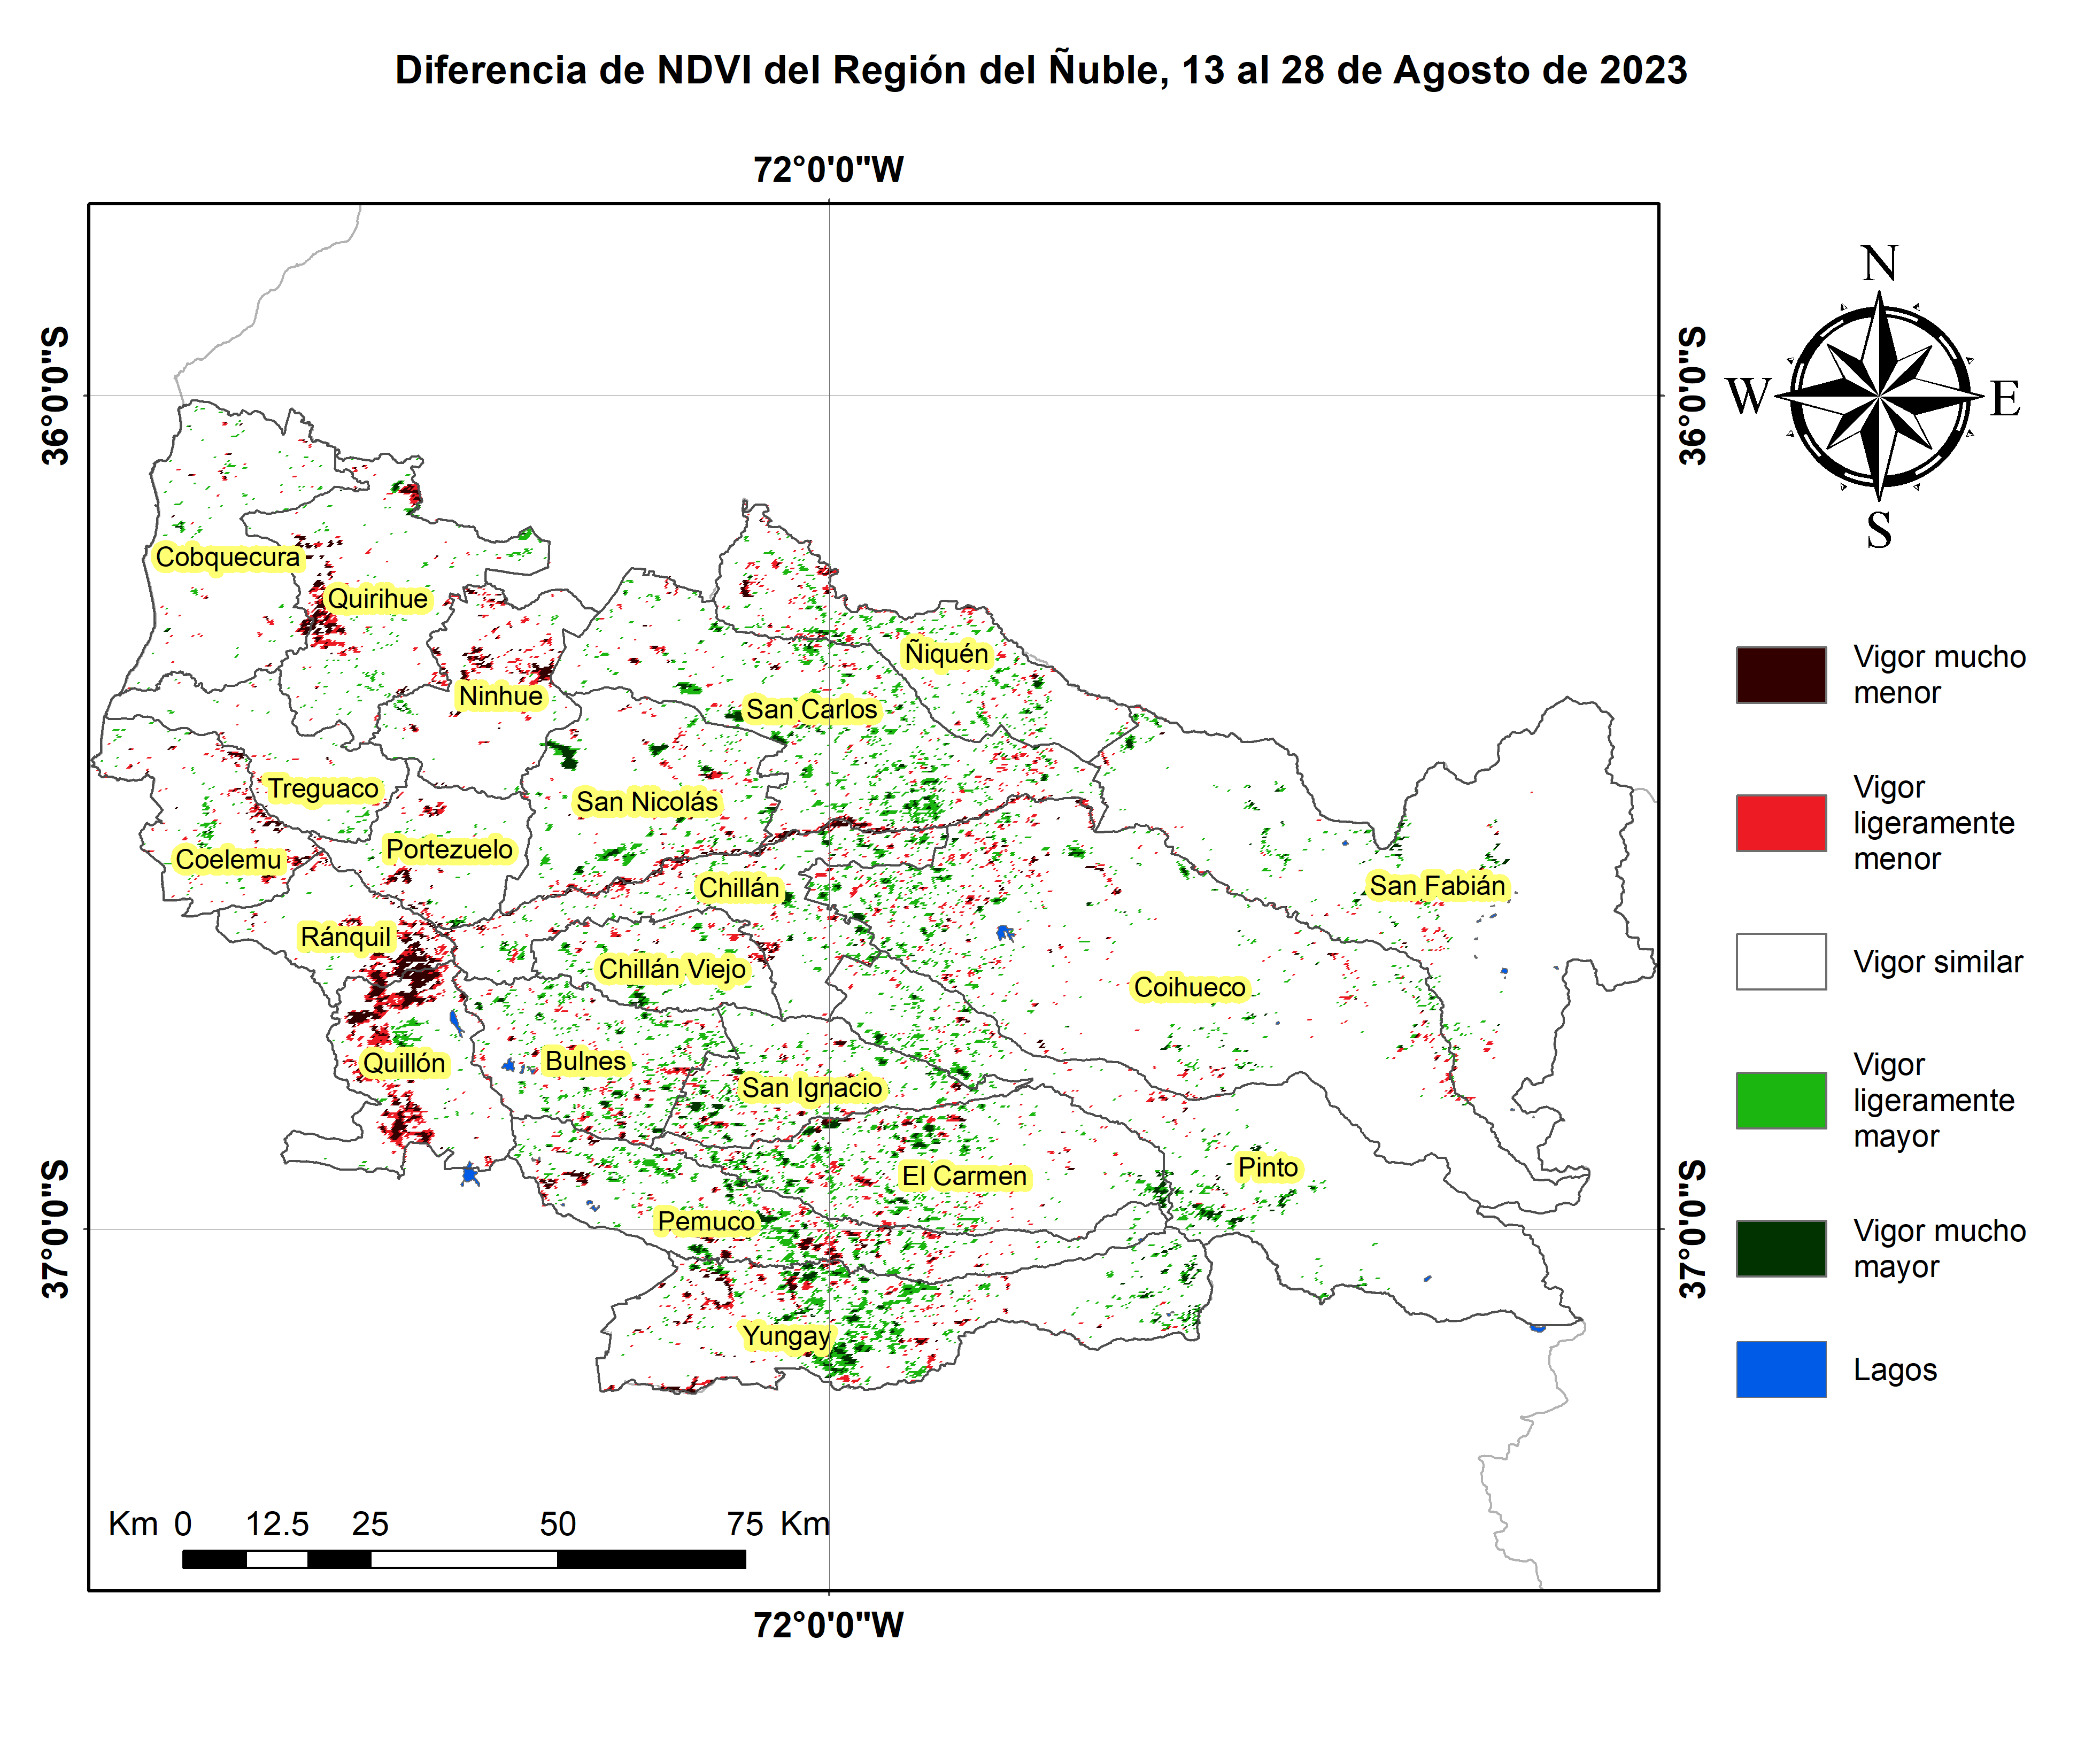 Diferencia de NDVI del Región del Ñuble, 13 al 28 de Agosto de 2023
72°0'0"W
36°0'0"S
36°0'0"S
N
W
E
S
Cobquecura
Quirihue
Ñiquén
Ninhue
San Carlos
Treguaco
San Nicolás
Portezuelo
Coelemu
Chillán
San Fabián
Ránquil
Chillán Viejo
Coihueco
Quillón
Bulnes
San Ignacio
El Carmen
Pinto
Pemuco
Yungay
37°0'0"S
37°0'0"S
Vigor mucho
menor
Vigor
ligeramente
menor
Vigor similar
Vigor
ligeramente
mayor
Vigor mucho
mayor
Lagos
Km 0 12.5 25 50 75 Km
72°0'0"W